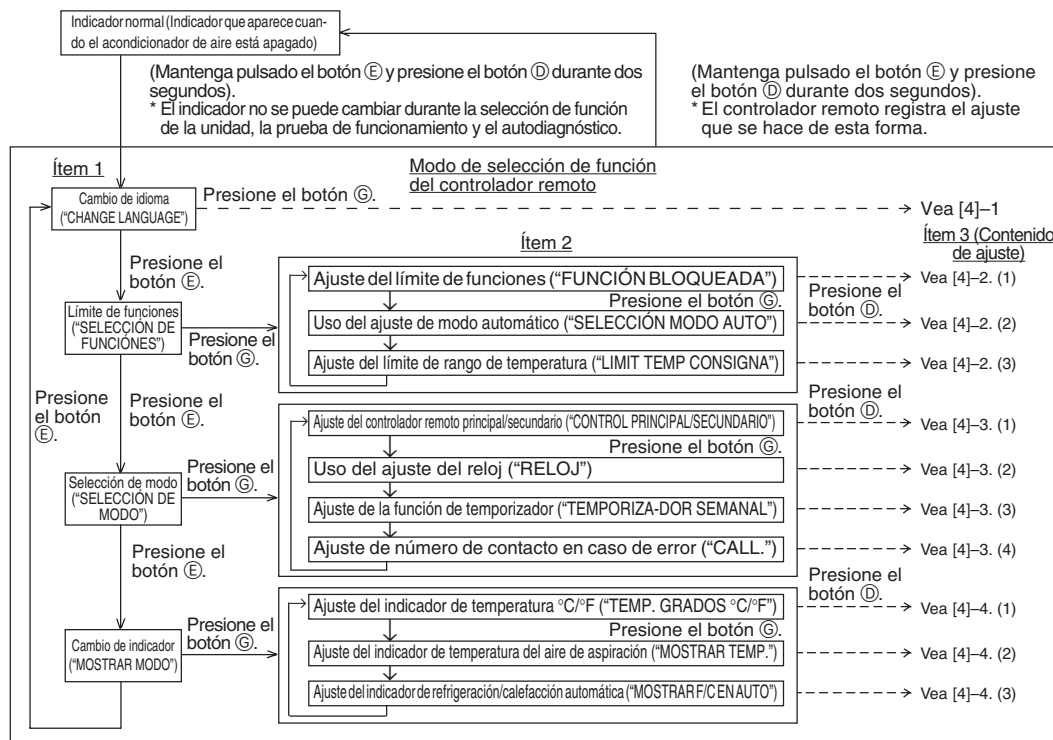 Indicador normal (Indicador que aparece cuan-
do el acondicionador de aire está apagado)
(Mantenga pulsado el botón Ⓔ y presione el botón Ⓓ durante dos
segundos).
* El indicador no se puede cambiar durante la selección de función
de la unidad, la prueba de funcionamiento y el autodiagnóstico.
(Mantenga pulsado el botón Ⓔ y presione
el botón Ⓓ durante dos segundos).
* El controlador remoto registra el ajuste
que se hace de esta forma.
Ítem 1
Modo de selección de función
del controlador remoto
Cambio de idioma
("CHANGE LANGUAGE")
Presione el botón Ⓖ.
Vea [4]–1
Ítem 2
Ítem 3 (Contenido
de ajuste)
Presione el
botón Ⓔ.
Límite de funciones
("SELECCIÓN DE
FUNCIÓNES")
Presione el
botón Ⓖ.
Ajuste del límite de funciones ("FUNCIÓN BLOQUEADA")
Presione el botón Ⓖ.
Uso del ajuste de modo automático ("SELECCIÓN MODO AUTO")
Ajuste del límite de rango de temperatura ("LIMIT TEMP CONSIGNA")
Presione el
botón Ⓓ.
Vea [4]–2. (1)
Vea [4]–2. (2)
Vea [4]–2. (3)
Presione
el botón
Ⓔ.
Presione el
botón Ⓔ.
Selección de modo
("SELECCIÓN DE
MODO")
Presione el
botón Ⓖ.
Ajuste del controlador remoto principal/secundario ("CONTROL PRINCIPAL/SECUNDARIO")
Presione el botón Ⓖ.
Uso del ajuste del reloj ("RELOJ")
Ajuste de la función de temporizador ("TEMPORIZA-DOR SEMANAL")
Ajuste de número de contacto en caso de error ("CALL.")
Presione el
botón Ⓓ.
Vea [4]–3. (1)
Vea [4]–3. (2)
Vea [4]–3. (3)
Vea [4]–3. (4)
Presione el
botón Ⓔ.
Cambio de indicador
("MOSTRAR MODO")
Presione el
botón Ⓖ.
Ajuste del indicador de temperatura °C/°F ("TEMP. GRADOS °C/°F")
Presione el botón Ⓖ.
Ajuste del indicador de temperatura del aire de aspiración ("MOSTRAR TEMP.")
Ajuste del indicador de refrigeración/calefacción automática ("MOSTRAR F/C EN AUTO")
Presione el
botón Ⓓ.
Vea [4]–4. (1)
Vea [4]–4. (2)
Vea [4]–4. (3)